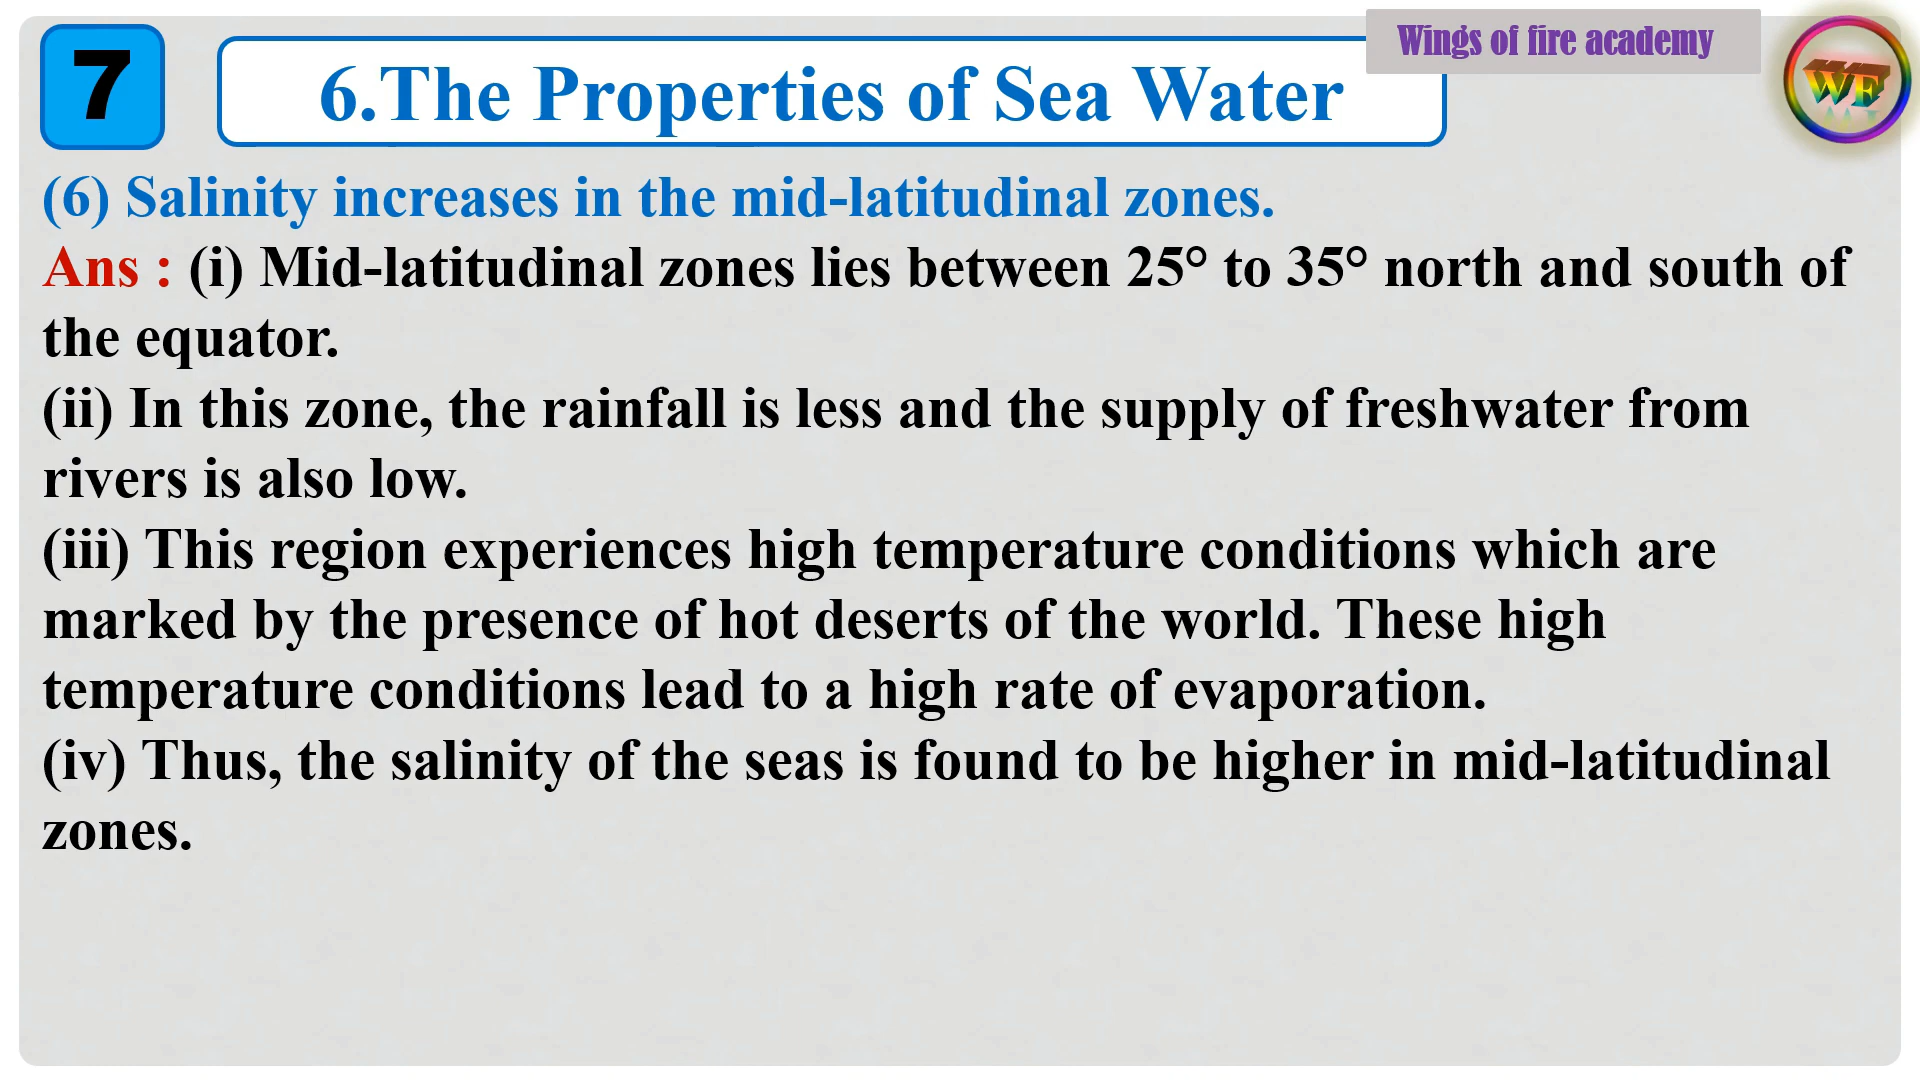 Wings of fire academy
WF
7
6.The Properties of Sea Water
(6) Salinity increases in the mid-latitudinal zones.
Ans : (i) Mid-latitudinal zones lies between 25° to 35° north and south of
the equator.
(ii) In this zone, the rainfall is less and the supply of freshwater from
rivers is also low.
(iii) This region experiences high temperature conditions which are
marked by the presence of hot deserts of the world. These high
temperature conditions lead to a high rate of evaporation.
(iv) Thus, the salinity of the seas is found to be higher in mid-latitudinal
zones.